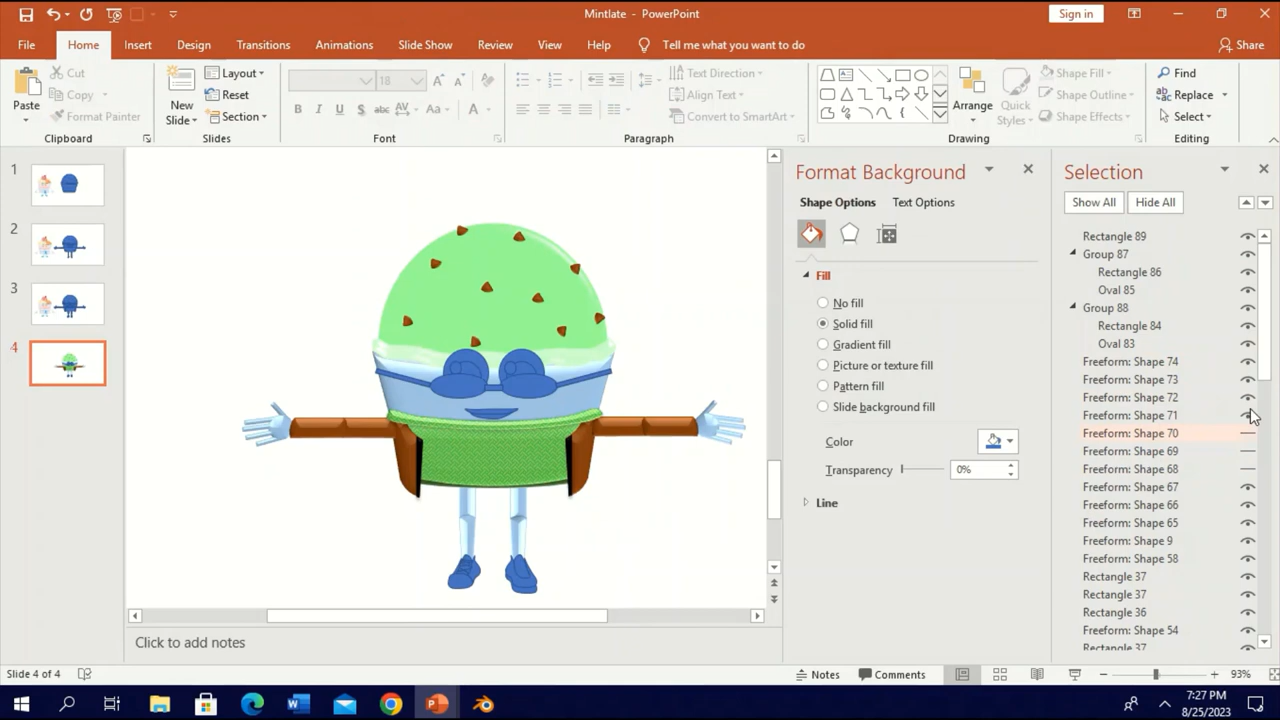 Mintlate - PowerPoint
Sign in
File Home Insert Design Transitions Animations Slide Show Review View Help Tell me what you want to do Share
Paste Cut Copy Format Painter Clipboard
New Slide Layout Reset Section Slides
18 Font
Text Direction Align Text Convert to SmartArt Paragraph
Arrange Quick Styles Shape Fill Shape Outline Shape Effects Drawing
Find Replace Select Editing
1
2
3
4
Format Background
Shape Options Text Options
Fill
No fill
Solid fill
Gradient fill
Picture or texture fill
Pattern fill
Slide background fill
Color
Transparency 0%
Line
Selection
Show All Hide All
Rectangle 89
Group 87
Rectangle 86
Oval 85
Group 88
Rectangle 84
Oval 83
Freeform: Shape 74
Freeform: Shape 73
Freeform: Shape 72
Freeform: Shape 71
Freeform: Shape 70
Freeform: Shape 69
Freeform: Shape 68
Freeform: Shape 67
Freeform: Shape 66
Freeform: Shape 65
Freeform: Shape 9
Freeform: Shape 58
Rectangle 37
Rectangle 37
Rectangle 36
Freeform: Shape 54
Rectangle 37
Click to add notes
Slide 4 of 4 Notes Comments 93%
7:27 PM
8/25/2023